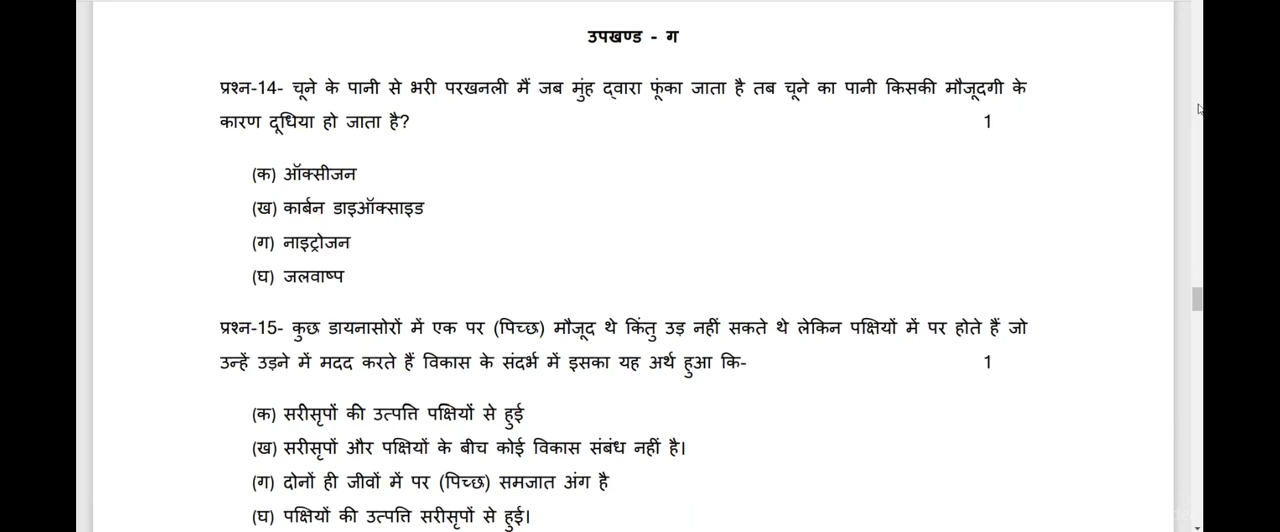 उपखण्ड - ग
प्रश्न-14- चूने के पानी से भरी परखनली मैं जब मुंह द्वारा फूंका जाता है तब चूने का पानी किसकी मौजूदगी के
कारण दूधिया हो जाता है? 1
(क) ऑक्सीजन
(ख) कार्बन डाइऑक्साइड
(ग) नाइट्रोजन
(घ) जलवाष्प
प्रश्न-15- कुछ डायनासोरों में एक पर (पिच्छ) मौजूद थे किंतु उड़ नहीं सकते थे लेकिन पक्षियों में पर होते हैं जो
उन्हें उड़ने में मदद करते हैं विकास के संदर्भ में इसका यह अर्थ हुआ कि- 1
(क) सरीसृपों की उत्पत्ति पक्षियों से हुई
(ख) सरीसृपों और पक्षियों के बीच कोई विकास संबंध नहीं है।
(ग) दोनों ही जीवों में पर (पिच्छ) समजात अंग है
(घ) पक्षियों की उत्पत्ति सरीसृपों से हुई।